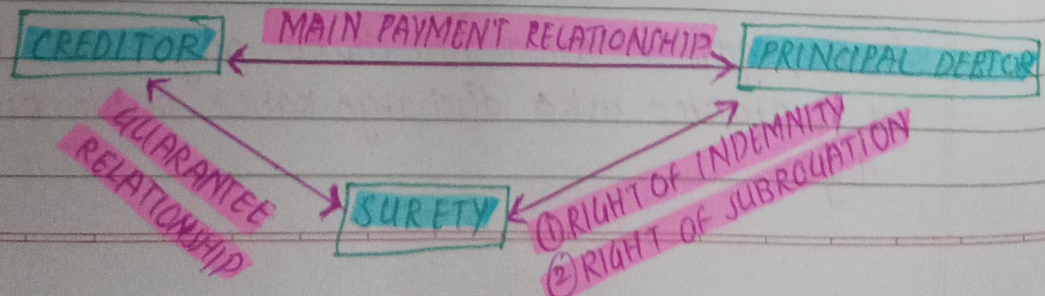 MAIN PAYMENT RELATIONSHIP
CREDITOR
PRINCIPAL DEBTOR
GUARANTEE
RELATIONSHIP
SURETY
① RIGHT OF INDEMNITY
② RIGHT OF SUBROGATION